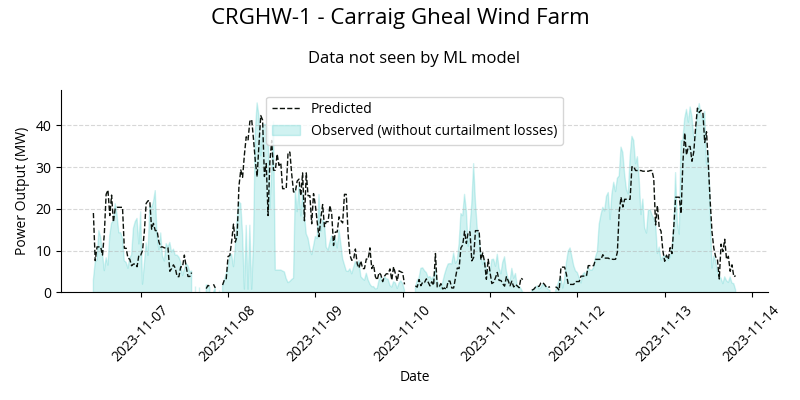 CRGHW-1 - Carraig Gheal Wind Farm
Data not seen by ML model
Predicted
Observed (without curtailment losses)
Power Output (MW)
40
30
20
10
0
2023-11-07
2023-11-08
2023-11-09
2023-11-10
2023-11-11
2023-11-12
2023-11-13
2023-11-14
Date